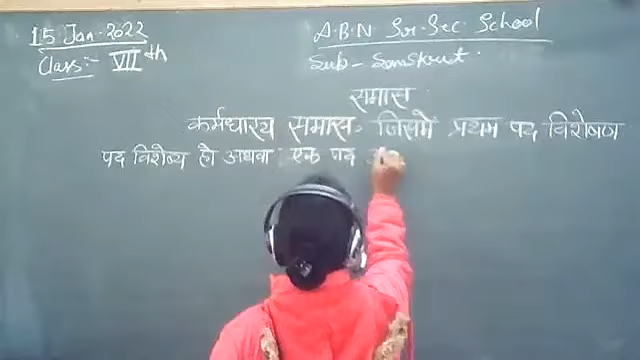 15 Jan. 2022
Class:- VII th
A.B.N Sr. Sec. School
Sub - Sanskrut
समास
कर्मधारय समास- जिसमे प्रथम पद विशेषण
पद विशेष्य हो अथवा एक पद